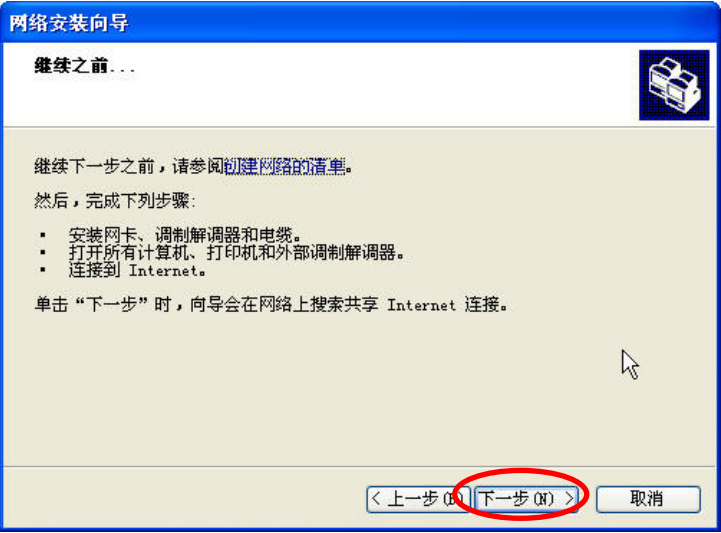 网络安装向导
继续之前...
继续下一步之前，请参阅创建网络的清单。
然后，完成下列步骤:
▪ 安装网卡、调制解调器和电缆。
▪ 打开所有计算机、打印机和外部调制解调器。
▪ 连接到 Internet。
单击“下一步”时，向导会在网络上搜索共享 Internet 连接。
< 上一步(B) 下一步(N) > 取消